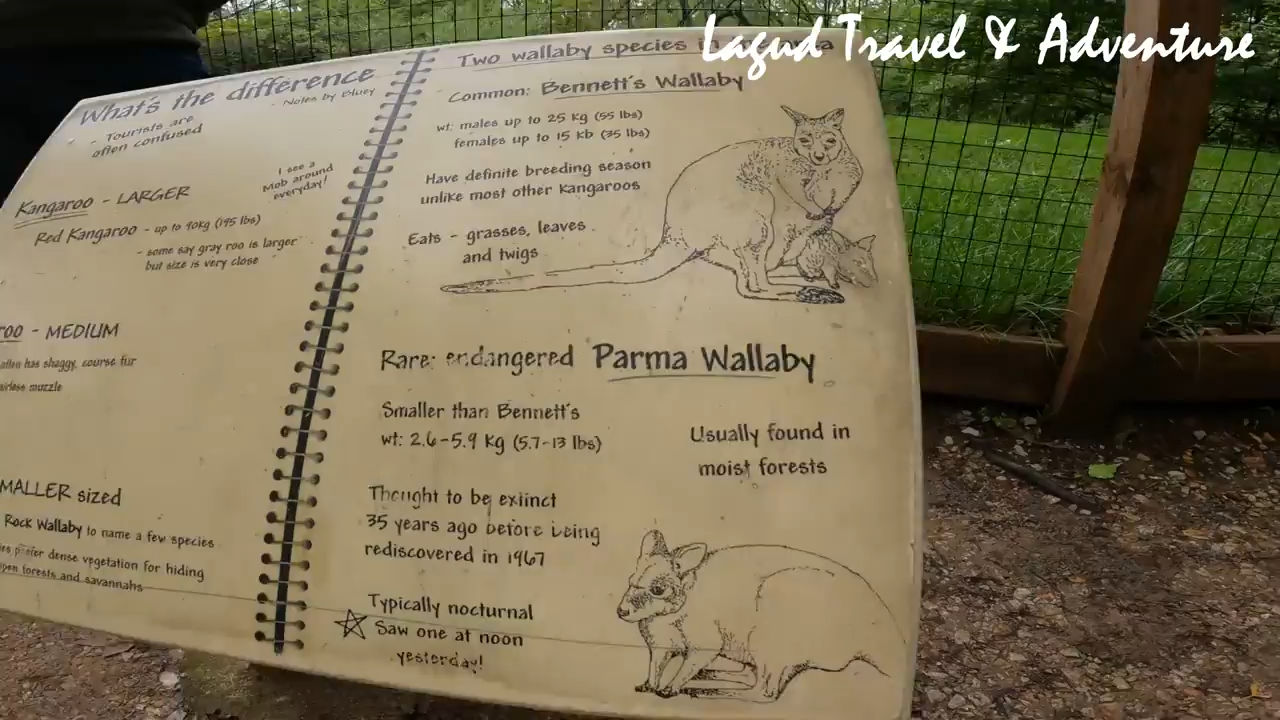 Lagud Travel & Adventure
What's the difference
- Notes by Bluey
- Tourists are
often confused
I see a
Mob around
everyday!
Kangaroo - LARGER
Red Kangaroo - up to 90kg (195 lbs)
- some say gray roo is larger
but size is very close
roo - MEDIUM
often has shaggy, course fur
hairless muzzle
MALLER sized
Rock Wallaby to name a few species
prefer dense vegetation for hiding
open forests and savannahs
Two wallaby species
Common: Bennett's Wallaby
wt: males up to 25 Kg (55 lbs)
females up to 15 Kb (35 lbs)
Have definite breeding season
unlike most other kangaroos
Eats - grasses, leaves
and twigs
Rare: endangered Parma Wallaby
Smaller than Bennett's
wt: 2.6-5.9 Kg (5.7-13 lbs)
Usually found in
moist forests
Thought to be extinct
35 years ago before being
rediscovered in 1967
Typically nocturnal
Saw one at noon
yesterday!